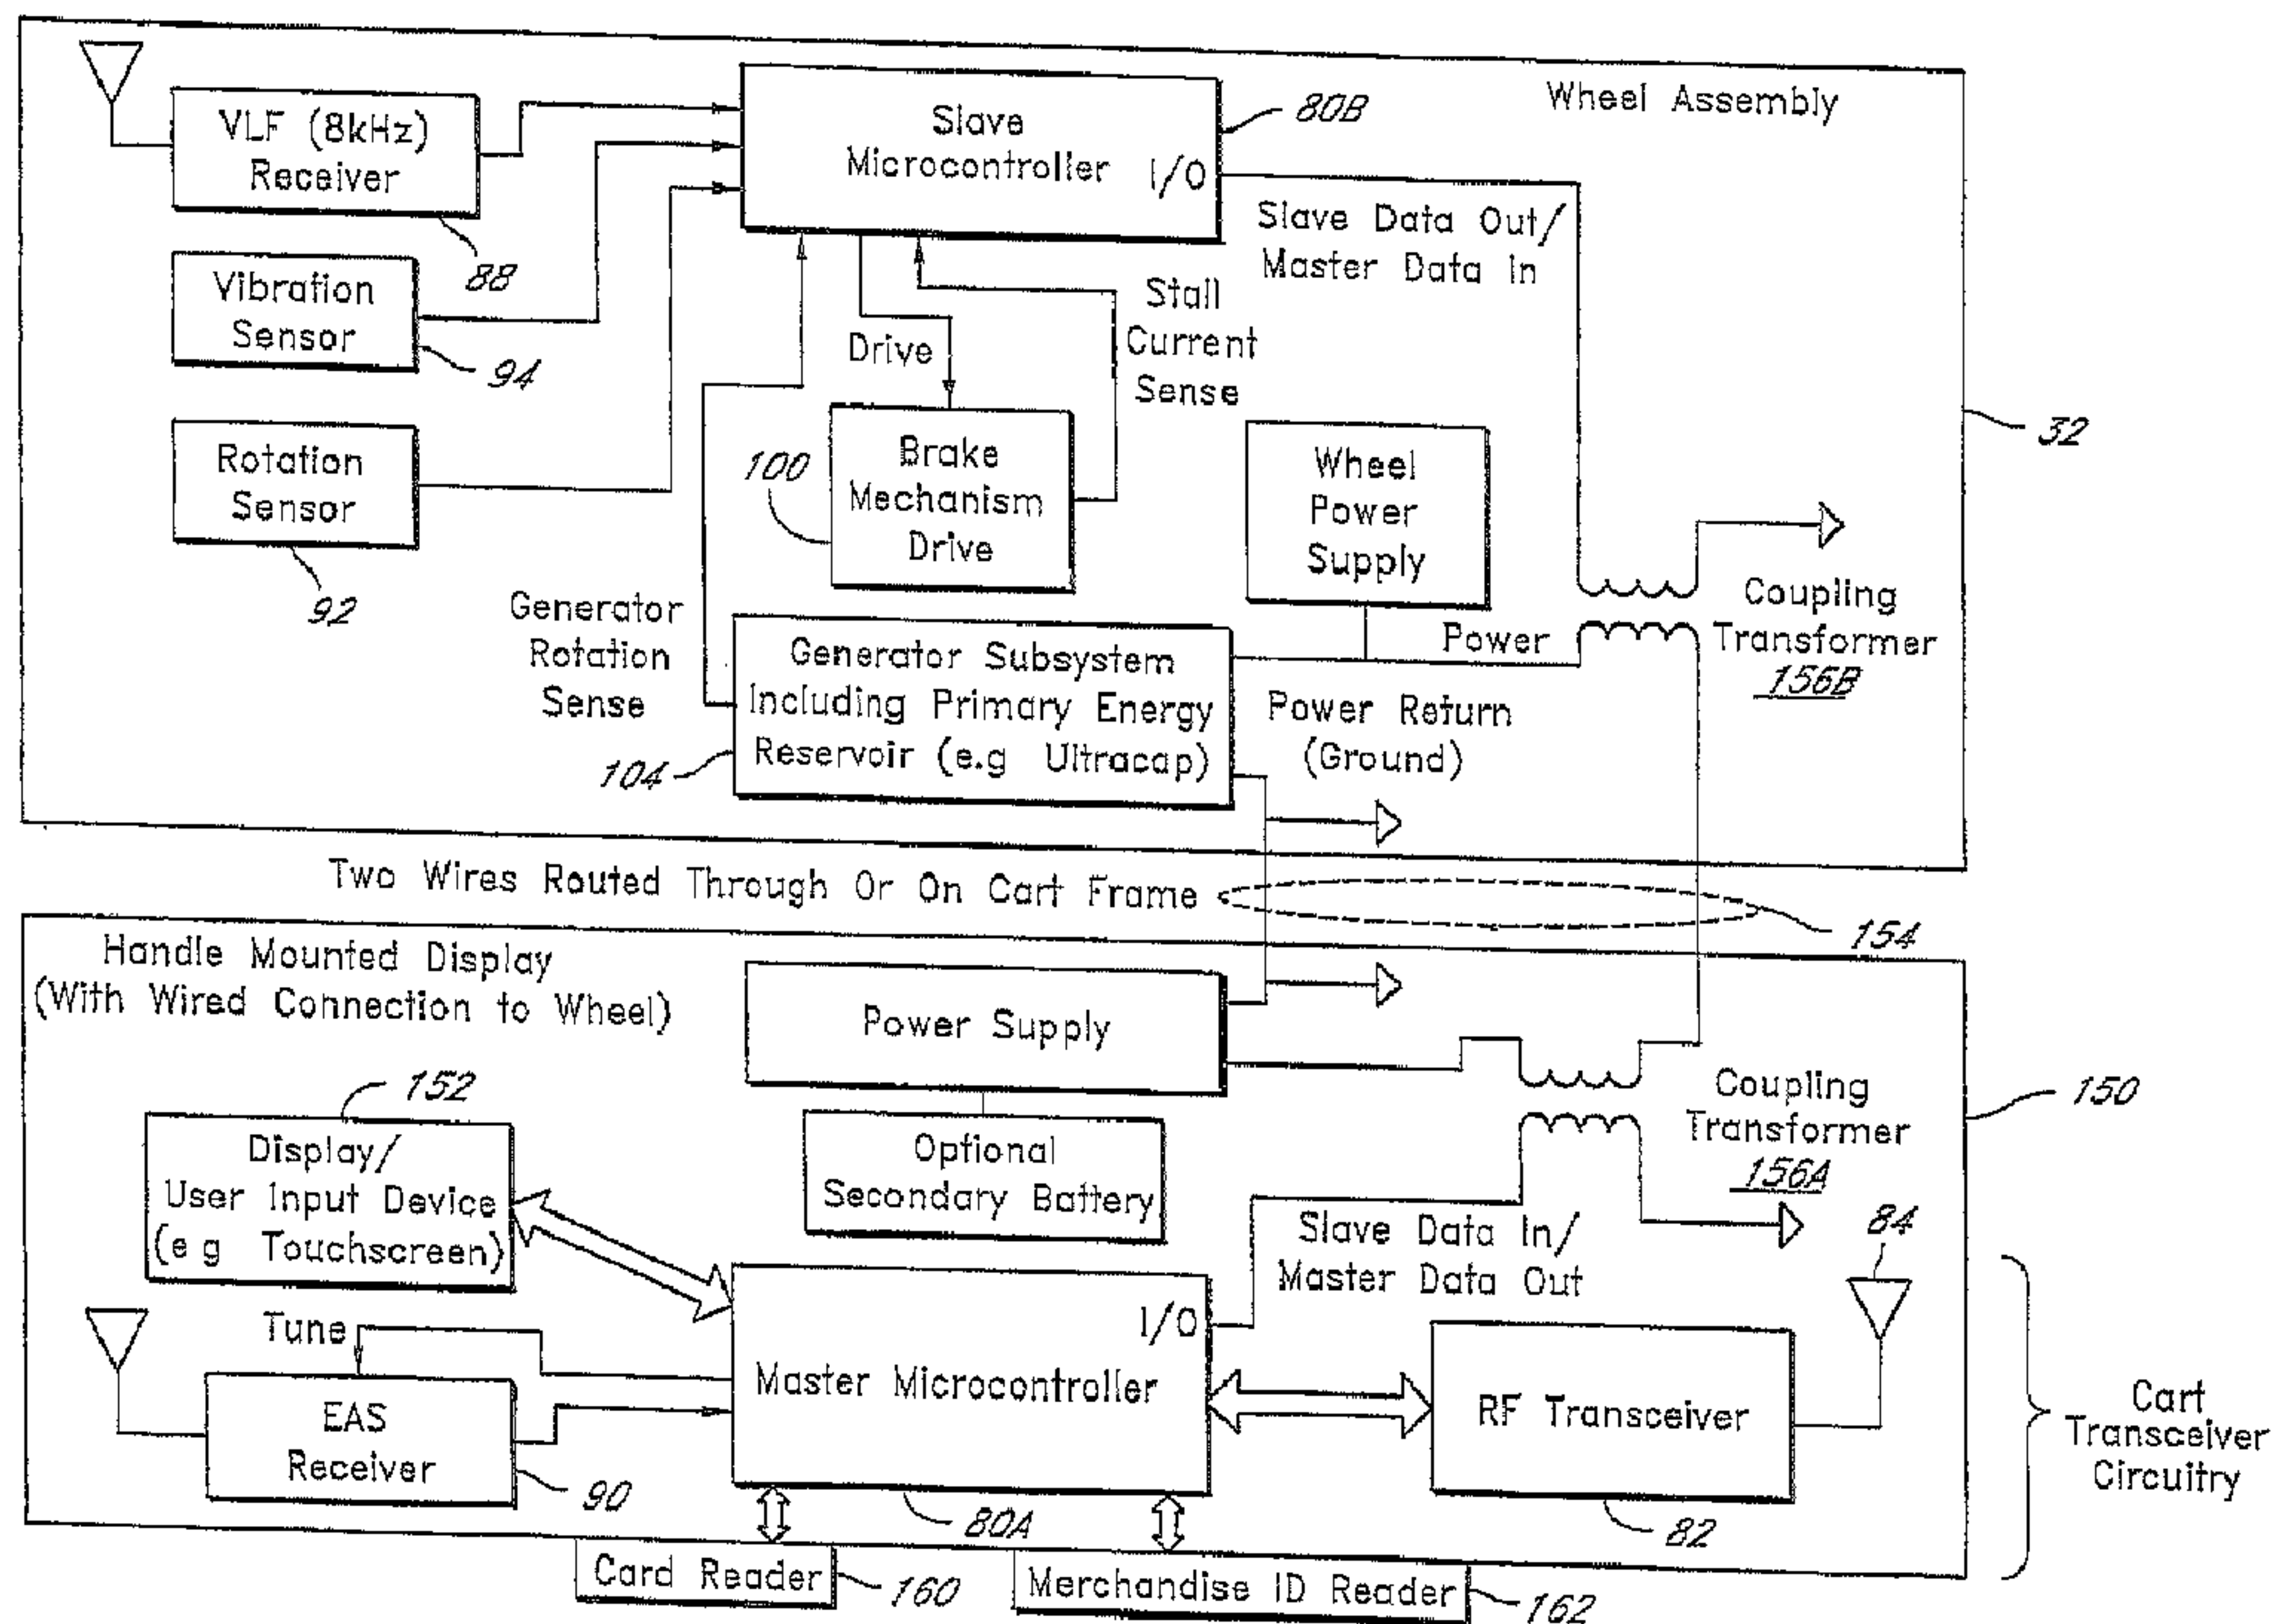 Wheel Assembly
VLF (8kHz)
Receiver
88
Vibration
Sensor
94
Rotation
Sensor
92
Slave
Microcontroller
I/O
80B
Slave Data Out/
Master Data In
Drive
Stall
Current
Sense
100
Brake
Mechanism
Drive
Wheel
Power
Supply
32
Generator
Rotation
Sense
Generator Subsystem
Including Primary Energy
Reservoir (e.g Ultracap)
104
Power
Power Return
(Ground)
Coupling
Transformer
156B
Two Wires Routed Through Or On Cart Frame
154
Handle Mounted Display
(With Wired Connection to Wheel)
Power Supply
Optional
Secondary Battery
Coupling
Transformer
156A
150
152
Display/
User Input Device
(e g Touchscreen)
Slave Data In/
Master Data Out
84
Tune
EAS
Receiver
90
I/O
Master Microcontroller
80A
RF Transceiver
82
Cart
Transceiver
Circuitry
Card Reader
160
Merchandise ID Reader
162